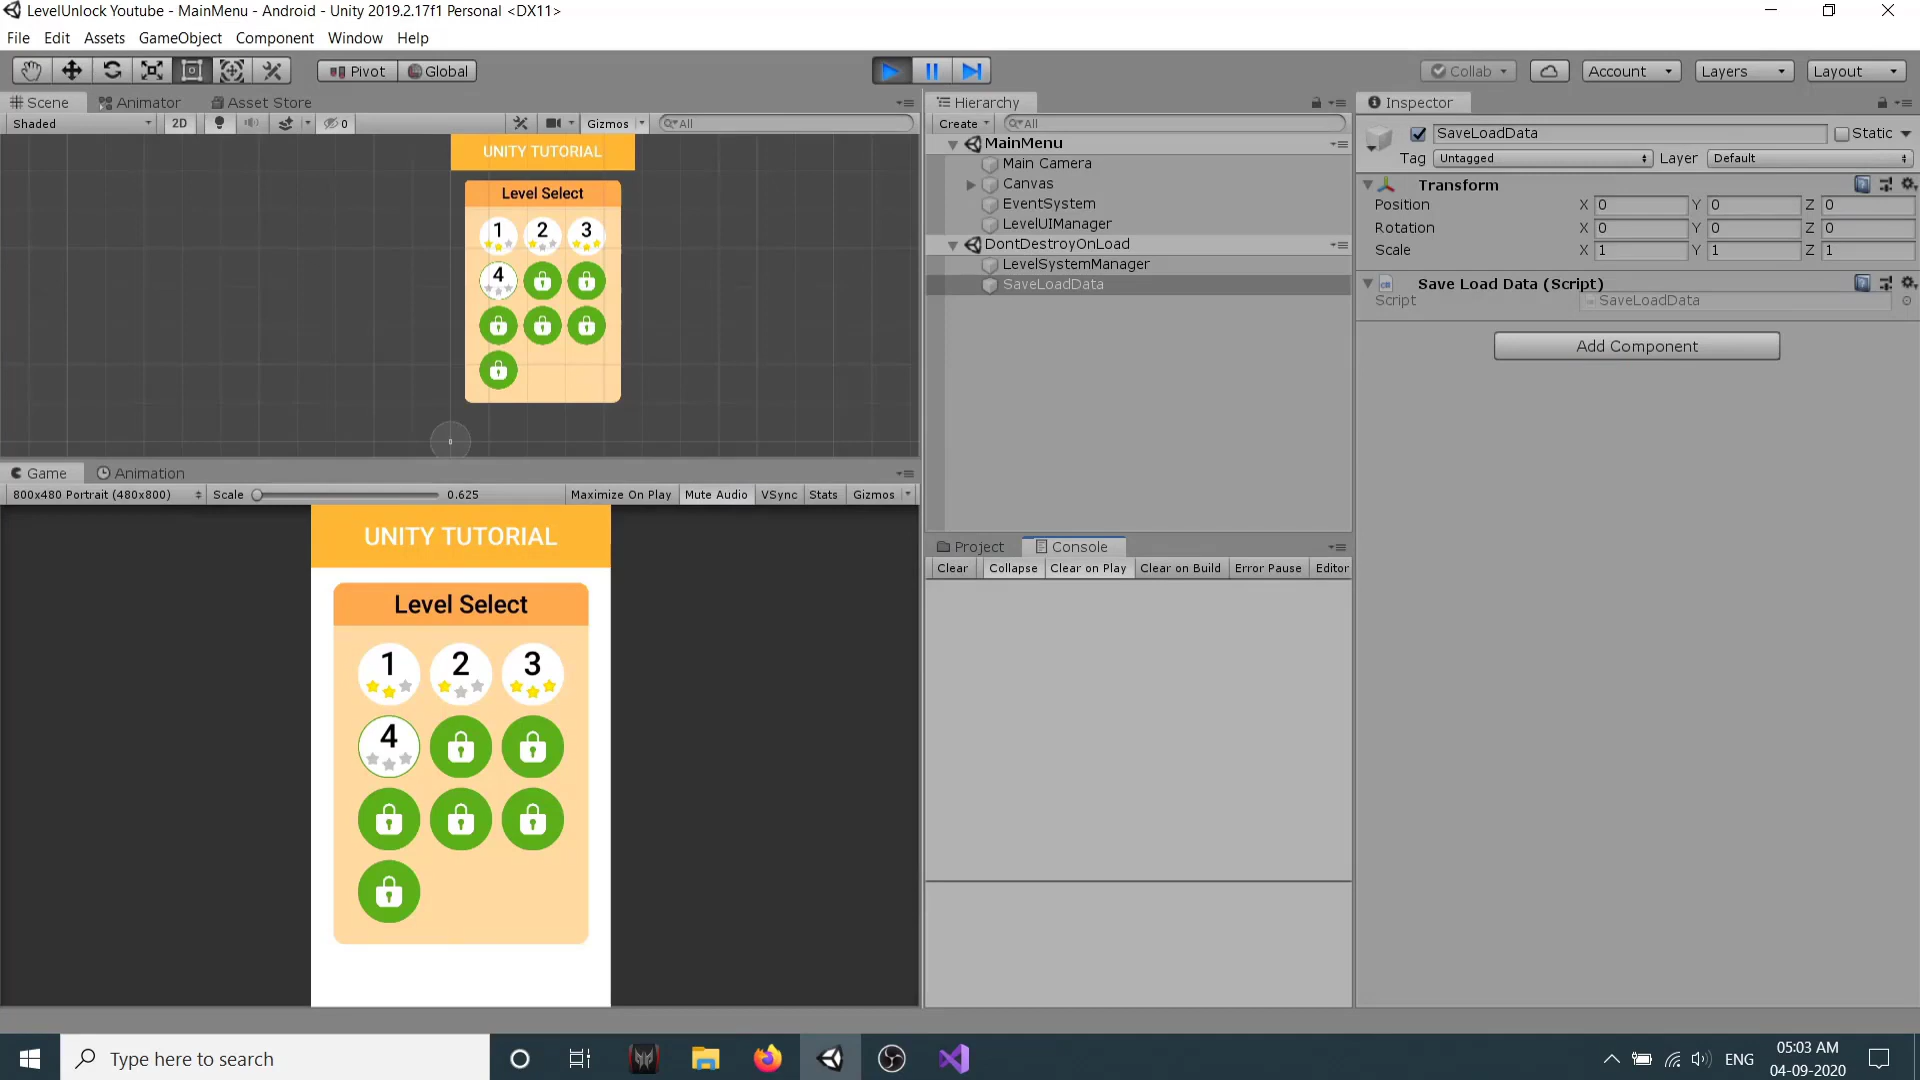 LevelUnlock Youtube - MainMenu - Android - Unity 2019.2.17f1 Personal <DX11>
File Edit Assets GameObject Component Window Help
Pivot Global Collab Account Layers Layout
Scene Animator Asset Store
Shaded 2D 0 Gizmos All
UNITY TUTORIAL
Level Select
1 2 3
4
Hierarchy
Create All
MainMenu
Main Camera
Canvas
EventSystem
LevelUIManager
DontDestroyOnLoad
LevelSystemManager
SaveLoadData
Inspector
SaveLoadData Static
Tag Untagged Layer Default
Transform
Position X 0 Y 0 Z 0
Rotation X 0 Y 0 Z 0
Scale X 1 Y 1 Z 1
Save Load Data (Script)
Script SaveLoadData
Add Component
Game Animation
800x480 Portrait (480x800) Scale 0.625 Maximize On Play Mute Audio VSync Stats Gizmos
UNITY TUTORIAL
Level Select
1 2 3
4
Project Console
Clear Collapse Clear on Play Clear on Build Error Pause Editor
Type here to search
ENG
05:03 AM
04-09-2020